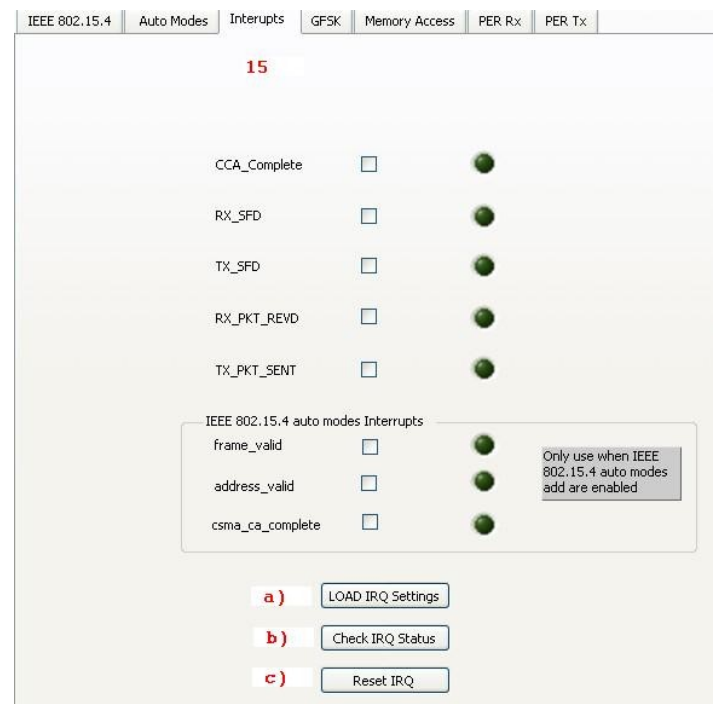 IEEE 802.15.4 Auto Modes Interupts GFSK Memory Access PER Rx PER Tx
15
CCA_Complete
RX_SFD
TX_SFD
RX_PKT_REVD
TX_PKT_SENT
IEEE 802.15.4 auto modes Interrupts
frame_valid
address_valid
csma_ca_complete
Only use when IEEE
802.15.4 auto modes
add are enabled
a) LOAD IRQ Settings
b) Check IRQ Status
c) Reset IRQ